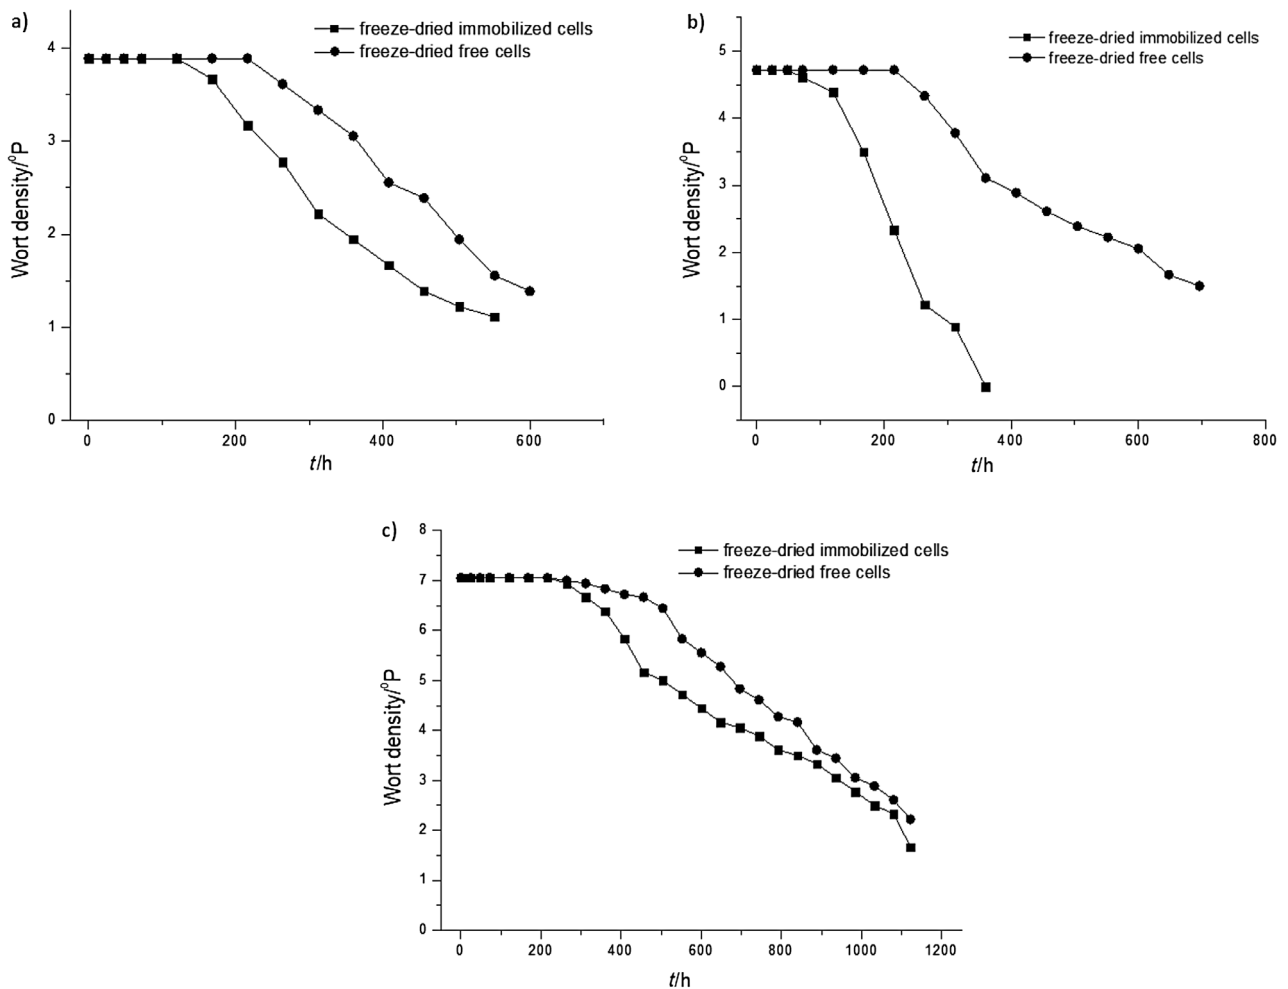 a)
freeze-dried immobilized cells
freeze-dried free cells
4
3
2
1
0
Wort density/⁰P
0 200 400 600
t/h
b)
freeze-dried immobilized cells
freeze-dried free cells
5
4
3
2
1
0
Wort density/⁰P
0 200 400 600 800
t/h
c)
freeze-dried immobilized cells
freeze-dried free cells
8
7
6
5
4
3
2
1
0
Wort density/⁰P
0 200 400 600 800 1000 1200
t/h